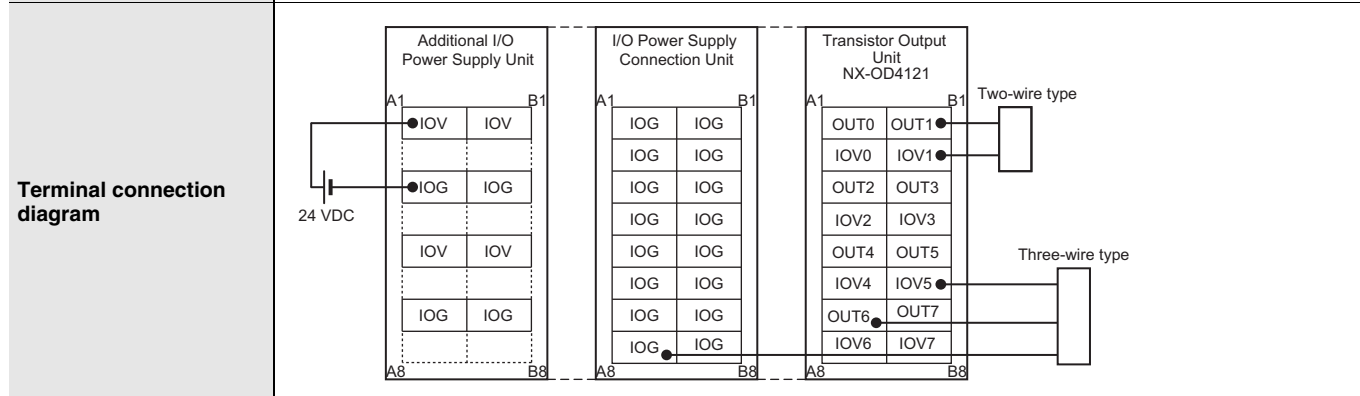 Terminal connection
diagram
24 VDC
Additional I/O
Power Supply Unit
A1 B1
IOV IOV
IOG IOG
IOV IOV
IOG IOG
A8 B8
I/O Power Supply
Connection Unit
A1 B1
IOG IOG
IOG IOG
IOG IOG
IOG IOG
IOG IOG
IOG IOG
IOG IOG
IOG IOG
A8 B8
Transistor Output
Unit
NX-OD4121
A1 B1
OUT0 OUT1
IOV0 IOV1
OUT2 OUT3
IOV2 IOV3
OUT4 OUT5
IOV4 IOV5
OUT6 OUT7
IOV6 IOV7
A8 B8
Two-wire type
Three-wire type